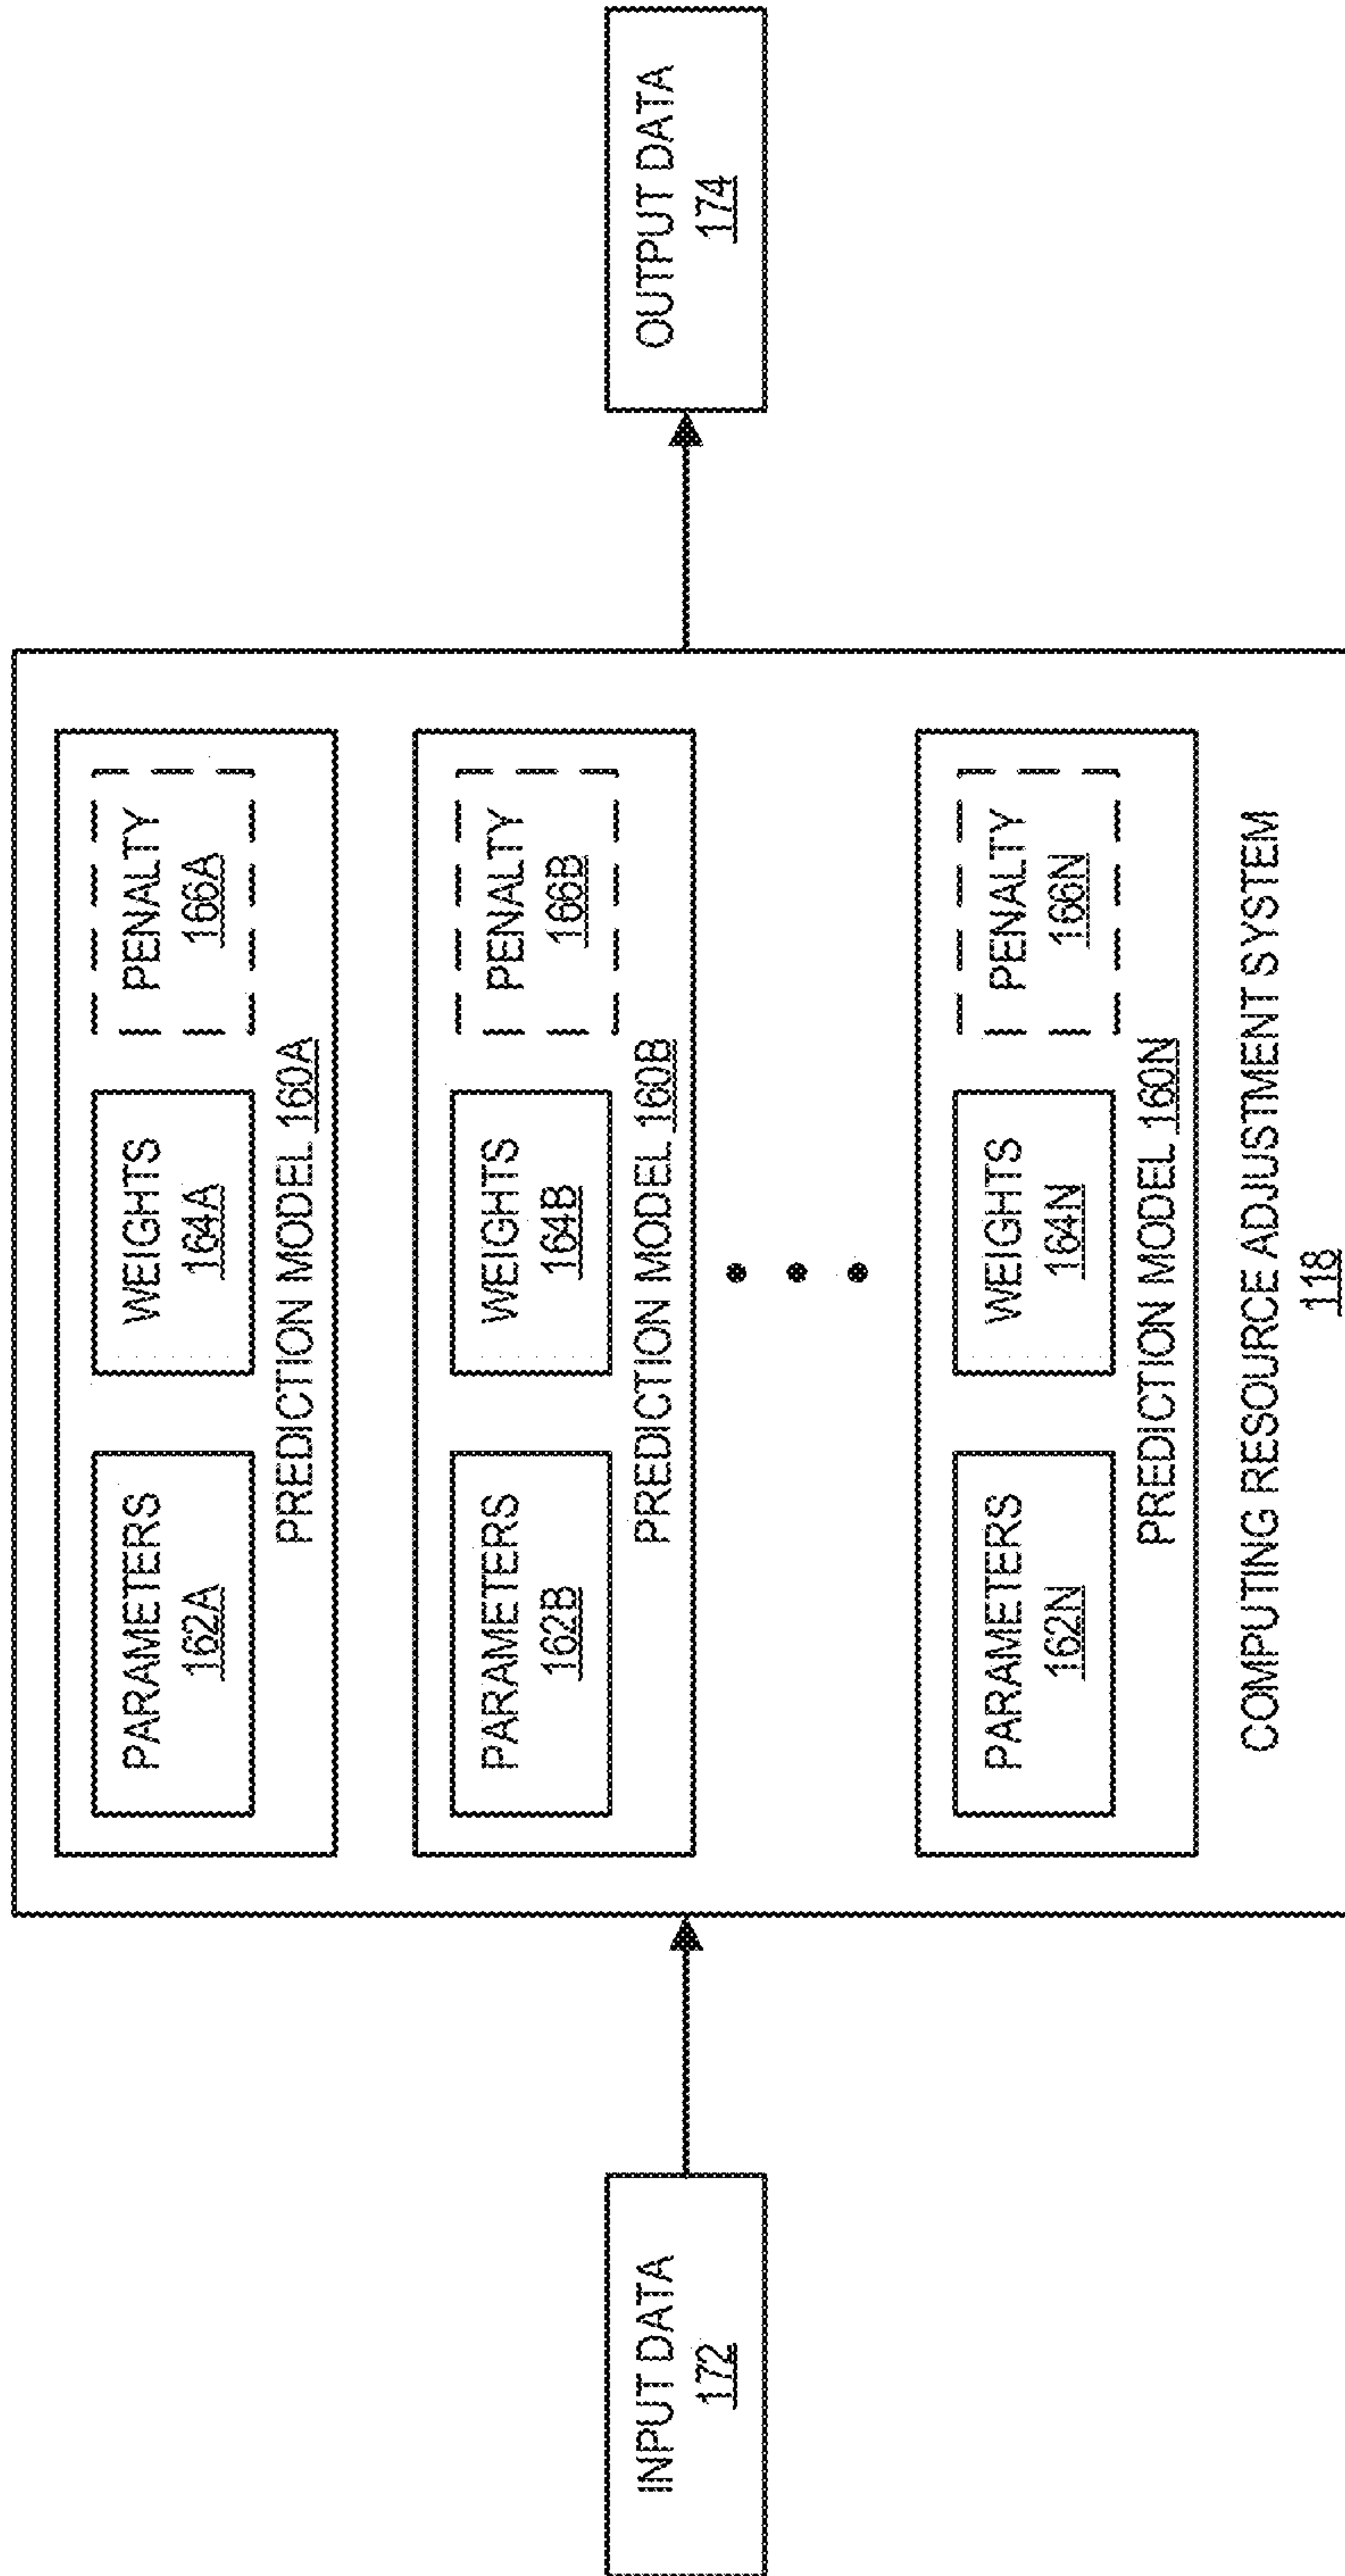 INPUT DATA
172
PARAMETERS
162A
WEIGHTS
164A
PENALTY
166A
PREDICTION MODEL 160A
PARAMETERS
162B
WEIGHTS
164B
PENALTY
166B
PREDICTION MODEL 160B
PARAMETERS
162N
WEIGHTS
164N
PENALTY
166N
PREDICTION MODEL 160N
COMPUTING RESOURCE ADJUSTMENT SYSTEM
118
OUTPUT DATA
174